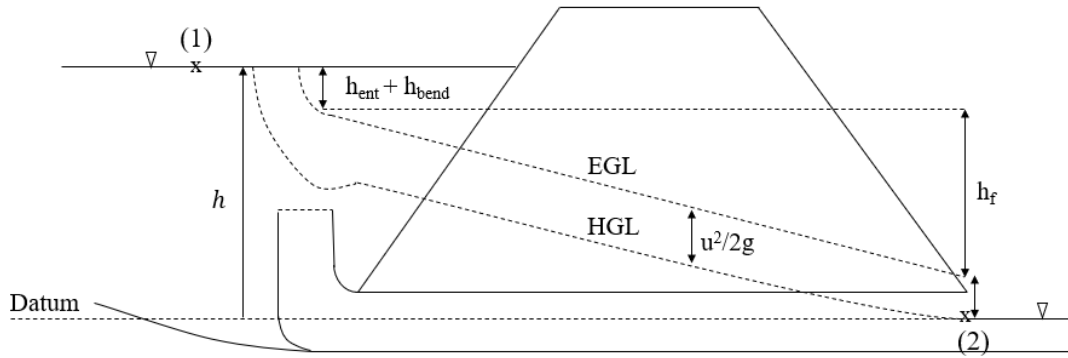 (1)
h_ent + h_bend
h
EGL
h_f
HGL
u²/2g
Datum
(2)